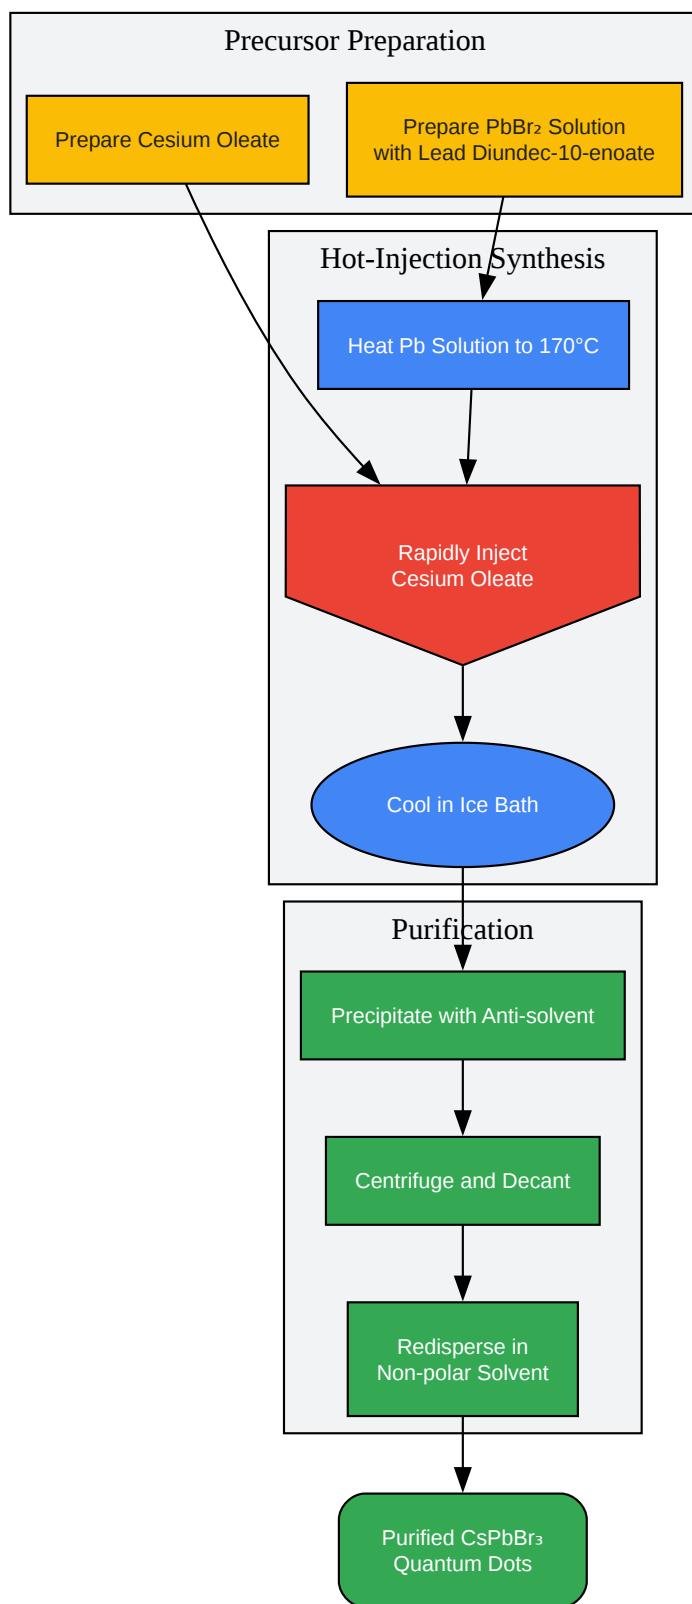 Precursor Preparation
Prepare Cesium Oleate
Prepare PbBr₂ Solution
with Lead Diundec-10-enoate
Hot-Injection Synthesis
Heat Pb Solution to 170°C
Rapidly Inject
Cesium Oleate
Cool in Ice Bath
Purification
Precipitate with Anti-solvent
Centrifuge and Decant
Redisperse in
Non-polar Solvent
Purified CsPbBr₃
Quantum Dots